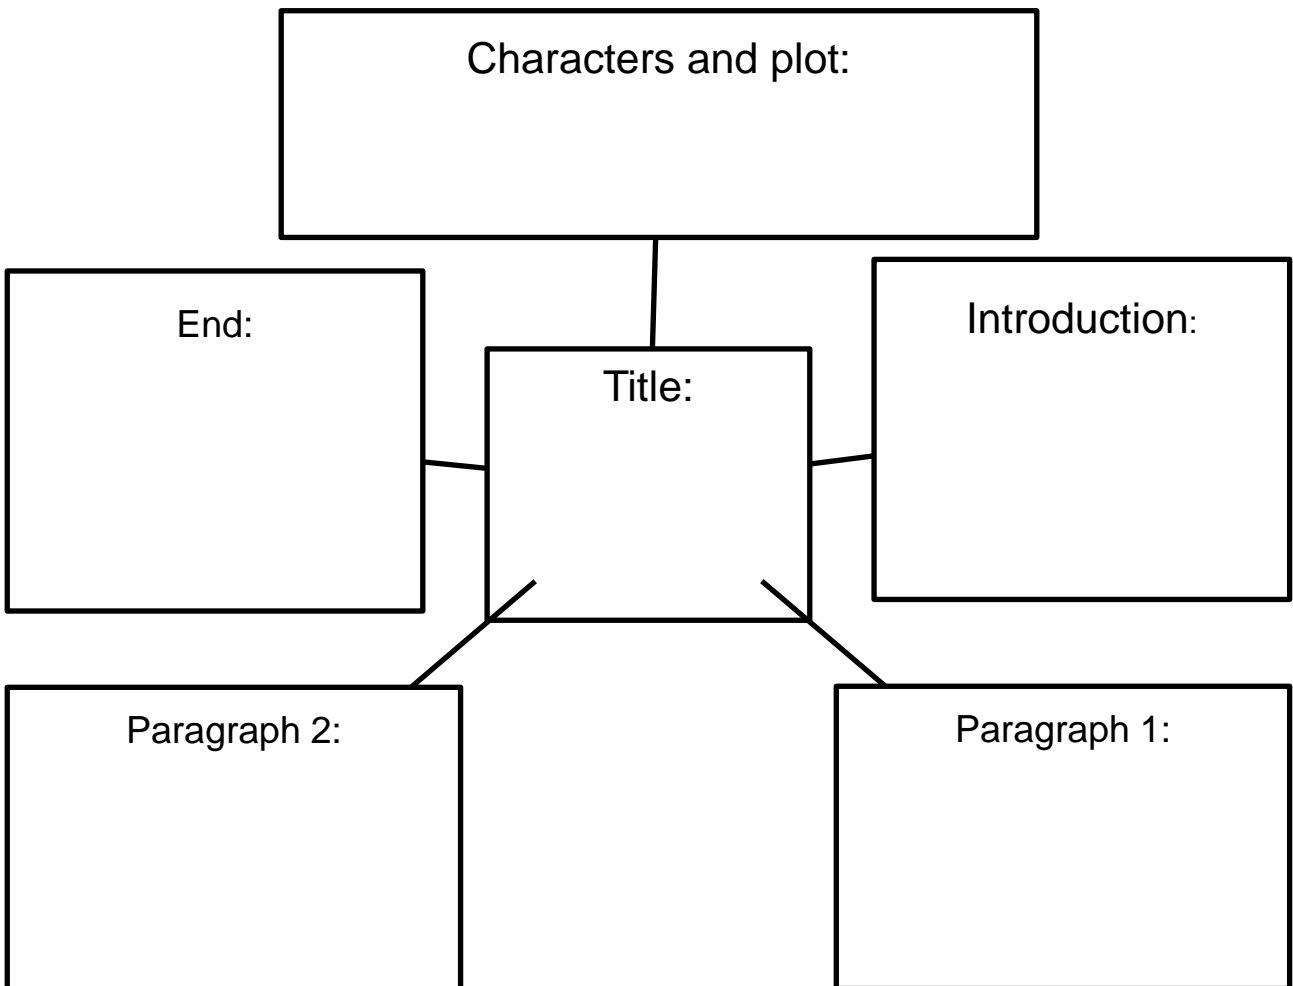 Characters and plot:
End:
Introduction:
Title:
Paragraph 2:
Paragraph 1: